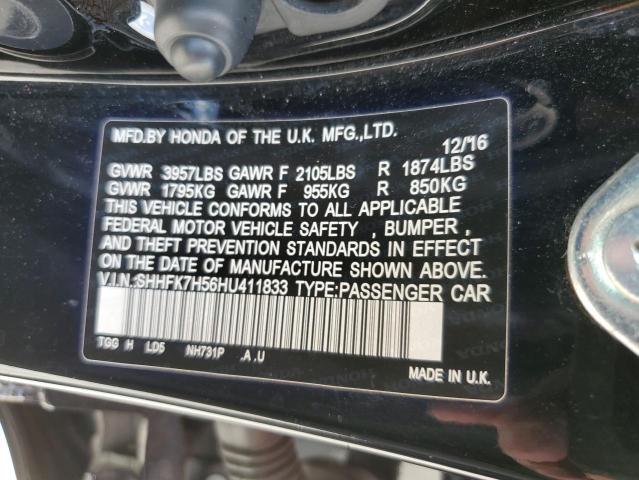 MFD.BY HONDA OF THE U.K. MFG.,LTD.
12/16
GVWR 3957LBS GAWR F 2105LBS R 1874LBS
GVWR 1795KG GAWR F 955KG R 850KG
THIS VEHICLE CONFORMS TO ALL APPLICABLE
FEDERAL MOTOR VEHICLE SAFETY , BUMPER ,
AND THEFT PREVENTION STANDARDS IN EFFECT
ON THE DATE OF MANUFACTURE SHOWN ABOVE.
V.I.N.:SHHFK7H56HU411833 TYPE:PASSENGER CAR
TGG H LD5 NH731P .A .U
MADE IN U.K.